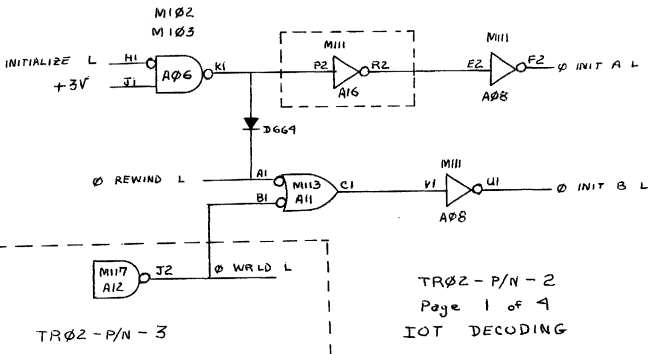 M1Ø2
M1Ø3
INITIALIZE L H1 AØ6 K1
+3V J1
M111 P2 R2 A16
M111 E2 F2 AØ8 Ø INIT A L
D664
Ø REWIND L A1 M113 A11 C1
B1
M111 V1 U1 AØ8 Ø INIT B L
M117 A12 J2 Ø WRLD L
TRØ2-P/N-3
TRØ2-P/N-2
Page 1 of 4
IOT DECODING